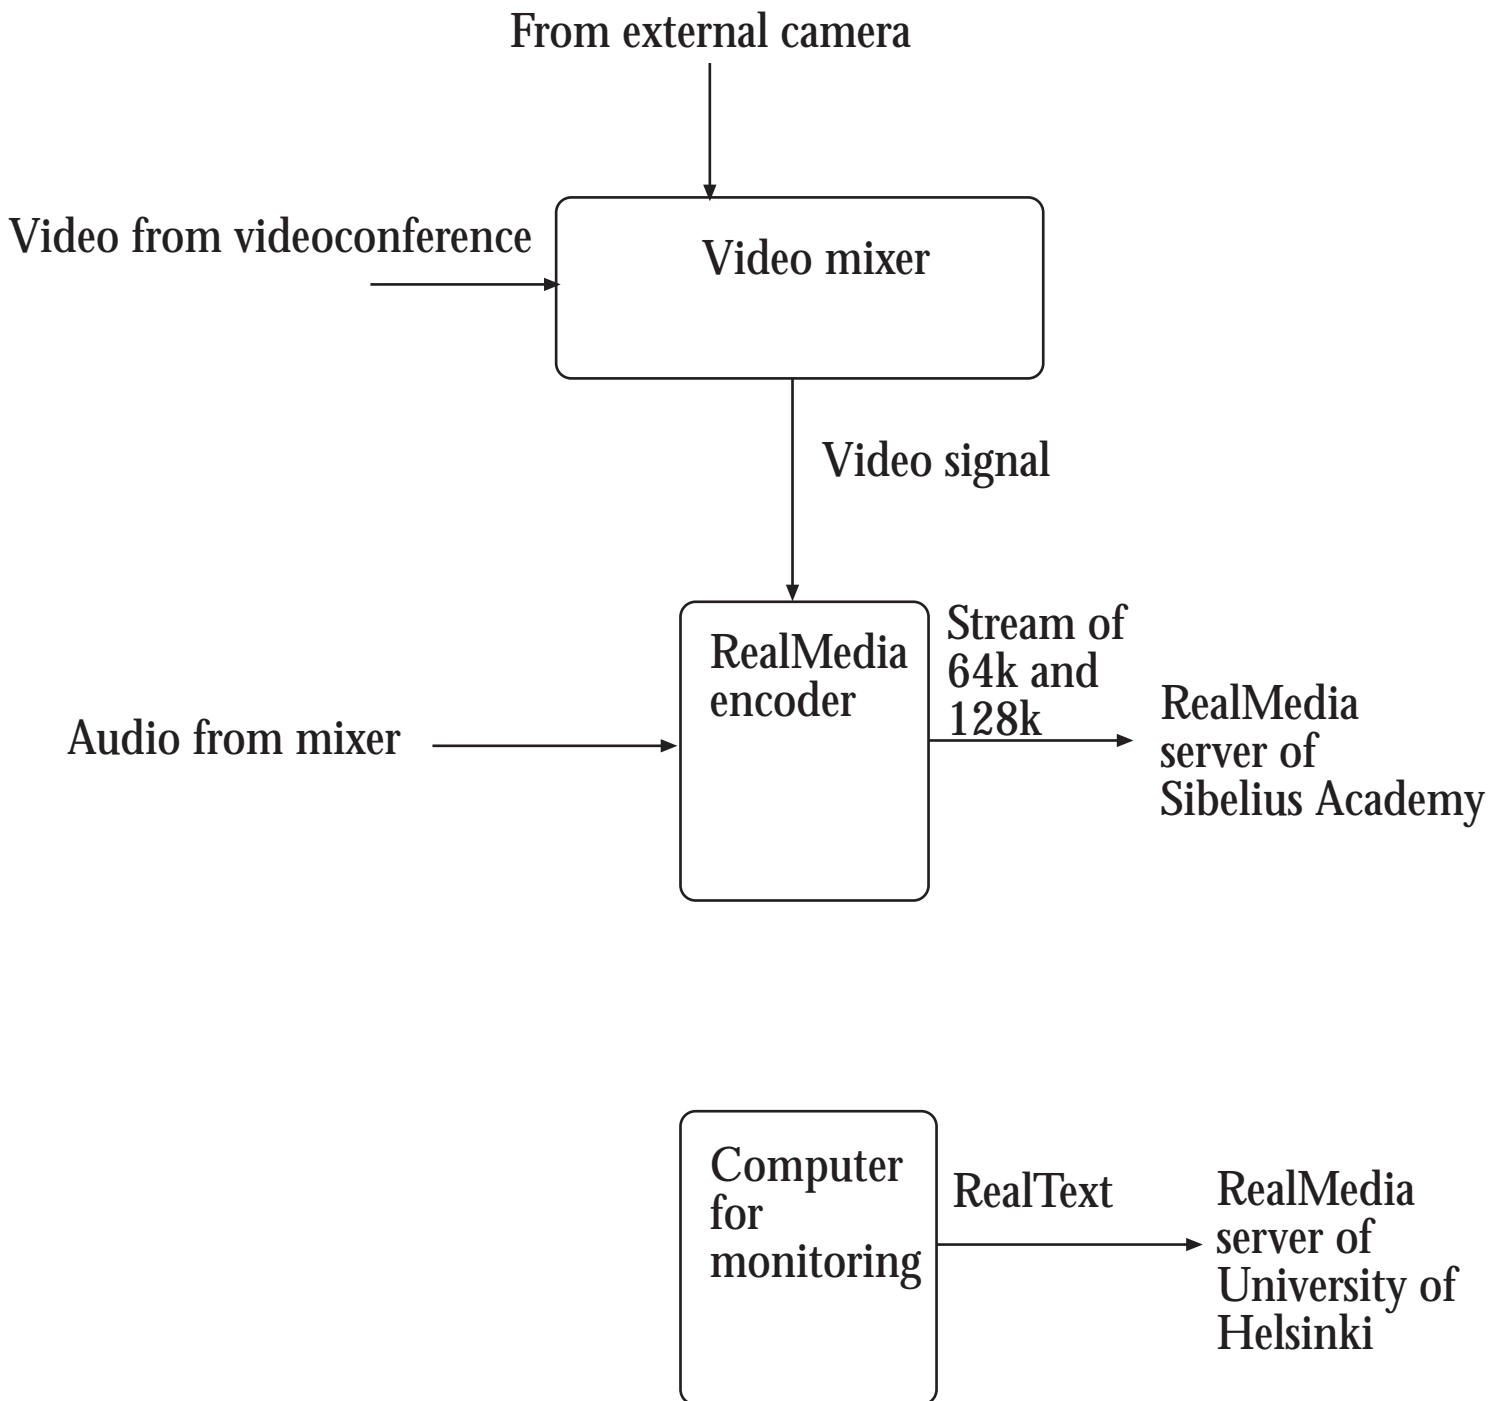 From external camera
Video from videoconference
Video mixer
Video signal
RealMedia
encoder
Stream of
64k and
128k
Audio from mixer
RealMedia
server of
Sibelius Academy
Computer
for
monitoring
RealText
RealMedia
server of
University of
Helsinki